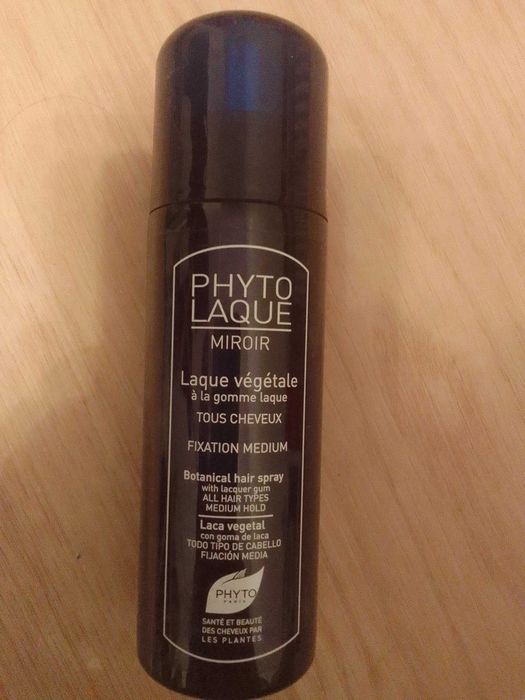 PHYTO
LAQUE
MIROIR
Laque végétale
à la gomme laque
TOUS CHEVEUX
FIXATION MEDIUM
Botanical hair spray
with lacquer gum
ALL HAIR TYPES
MEDIUM HOLD
Laca vegetal
con goma de laca
TODO TIPO DE CABELLO
FIJACIÓN MEDIA
PHYTO
PARIS
SANTÉ ET BEAUTÉ
DES CHEVEUX PAR
LES PLANTES